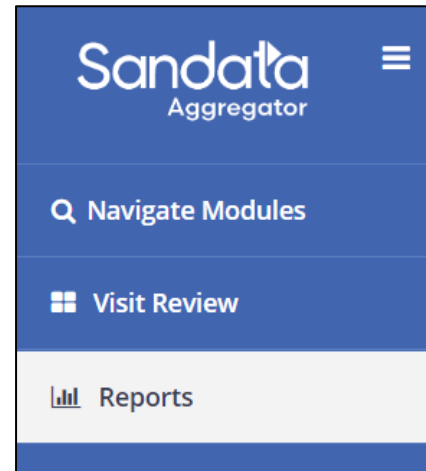 Sandata
Aggregator
Navigate Modules
Visit Review
Reports